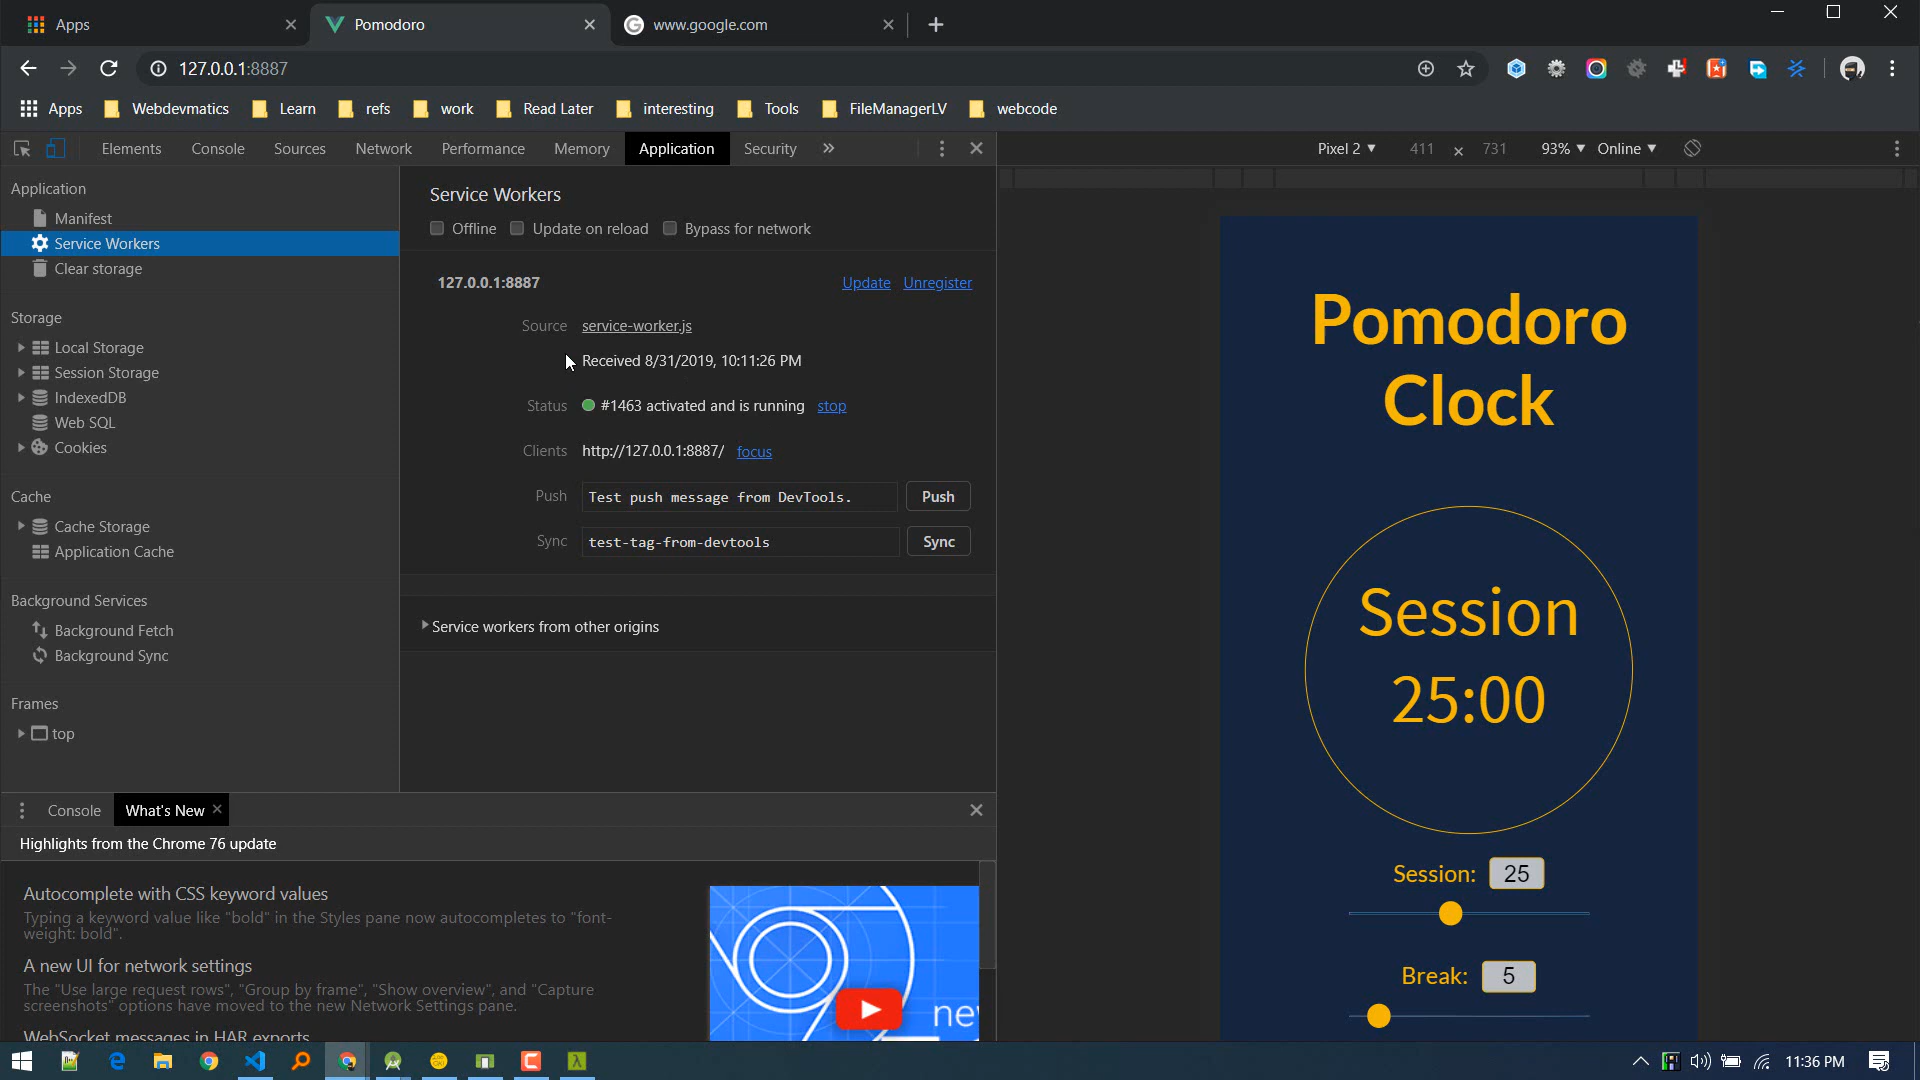 Apps
Pomodoro
www.google.com
127.0.0.1:8887
Apps Webdevmatics Learn refs work Read Later interesting Tools FileManagerLV webcode
Elements Console Sources Network Performance Memory Application Security »
Pixel 2 411 x 731 93% Online
Application
Manifest
Service Workers
Clear storage
Storage
Local Storage
Session Storage
IndexedDB
Web SQL
Cookies
Cache
Cache Storage
Application Cache
Background Services
Background Fetch
Background Sync
Frames
top
Service Workers
Offline Update on reload Bypass for network
127.0.0.1:8887 Update Unregister
Source service-worker.js
Received 8/31/2019, 10:11:26 PM
Status #1463 activated and is running stop
Clients http://127.0.0.1:8887/ focus
Push Test push message from DevTools. Push
Sync test-tag-from-devtools Sync
Service workers from other origins
Pomodoro
Clock
Session
25:00
Session: 25
Break: 5
Console What's New
Highlights from the Chrome 76 update
Autocomplete with CSS keyword values
Typing a keyword value like "bold" in the Styles pane now autocompletes to "font-
weight: bold".
A new UI for network settings
The "Use large request rows", "Group by frame", "Show overview", and "Capture
screenshots" options have moved to the new Network Settings pane.
WebSocket messages in HAR exports
ne
11:36 PM